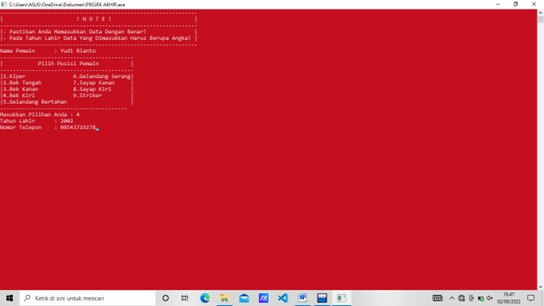 C:\Users\ASUS\OneDrive\Dokumen\PROJEK AKHIR.exe
! N O T E !
|- Pastikan Anda Memasukkan Data Dengan Benar! |
|- Pada Tahun Lahir Data Yang Dimasukkan Harus Berupa Angka! |
Nama Pemain : Yudi Rianto
| Pilih Posisi Pemain |
|1.Kiper 6.Gelandang Serang|
|2.Bek Tengah 7.Sayap Kanan |
|3.Bek Kanan 8.Sayap Kiri |
|4.Bek Kiri 9.Striker |
|5.Gelandang Bertahan |
Masukkan Pilihan Anda : 4
Tahun Lahir : 2002
Nomor Telepon : 08543719278
Ketik di sini untuk mencari
16.47
02/06/2022